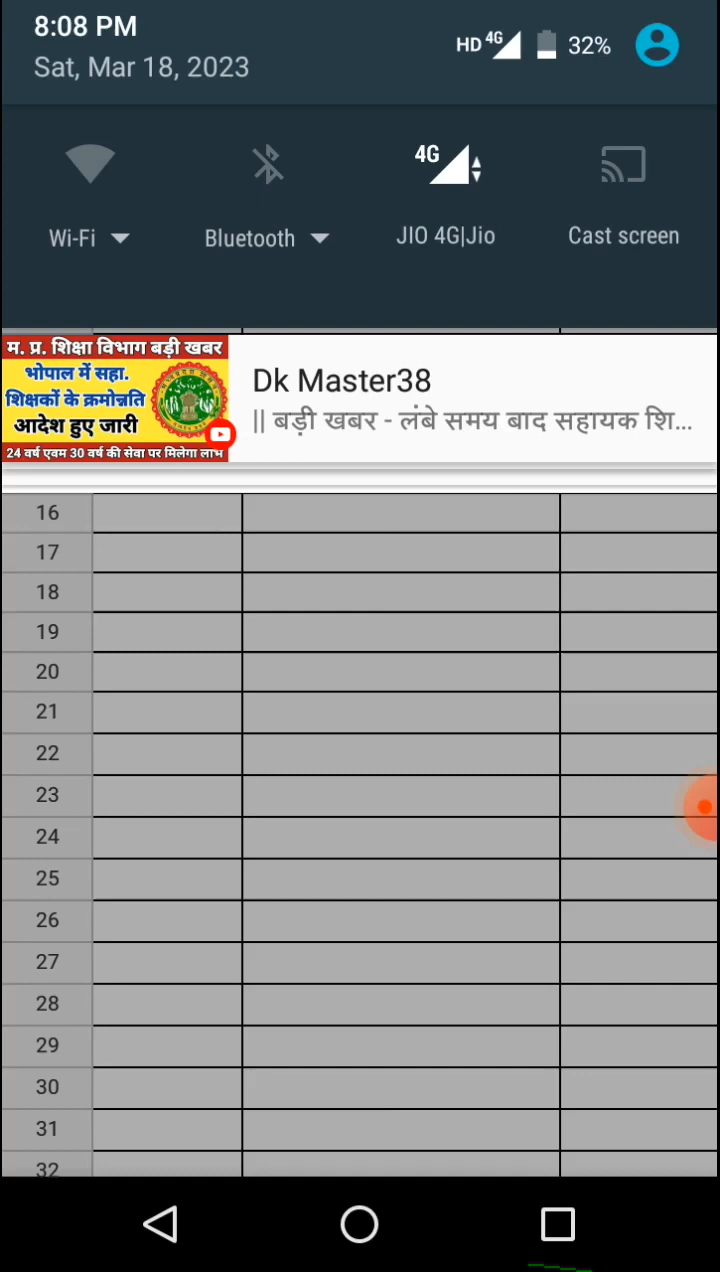 8:08 PM
HD 4G 32%
Sat, Mar 18, 2023
4G
Wi-Fi Bluetooth JIO 4G|Jio Cast screen
म. प्र. शिक्षा विभाग बड़ी खबर
भोपाल में सहा.
शिक्षकों के क्रमोन्नति
आदेश हुए जारी
24 वर्ष एवम 30 वर्ष की सेवा पर मिलेगा लाभ
Dk Master38
|| बड़ी खबर - लंबे समय बाद सहायक शि...
16
17
18
19
20
21
22
23
24
25
26
27
28
29
30
31
32